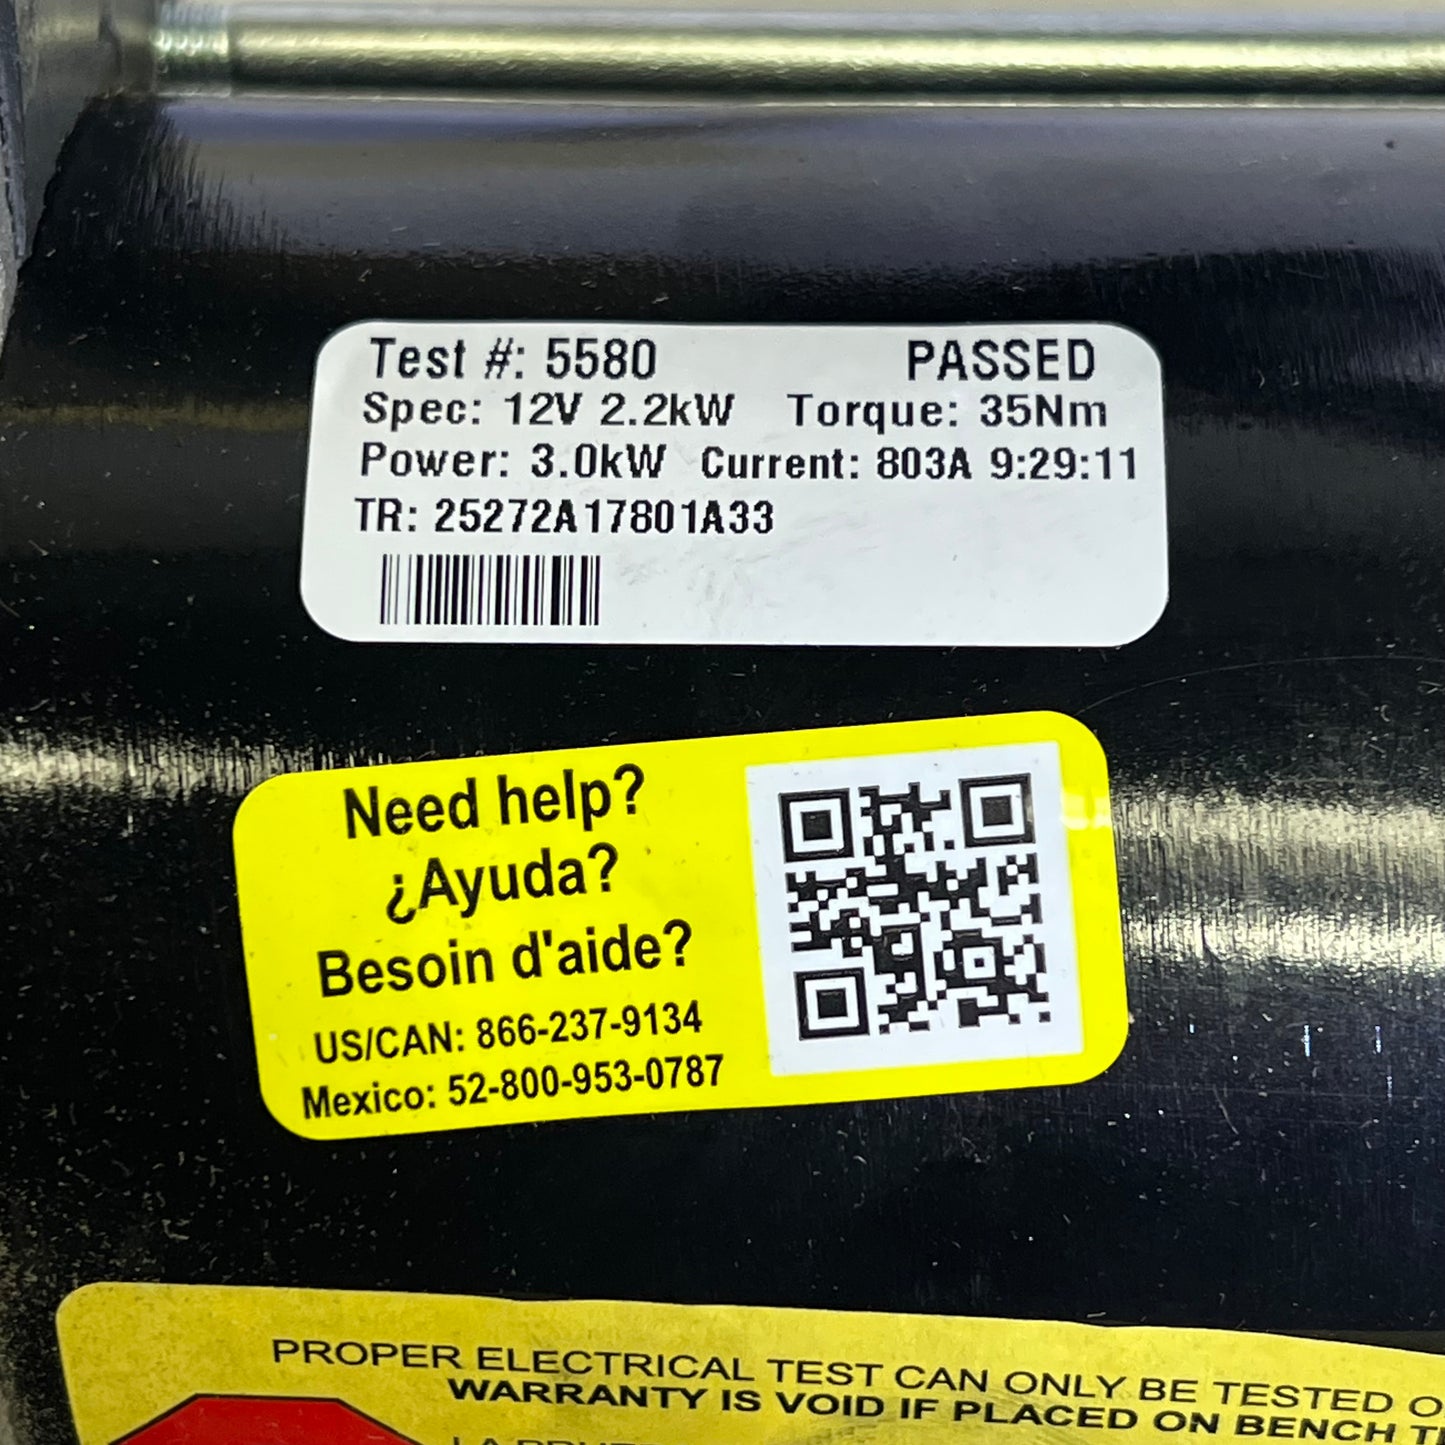 Test #: 5580 PASSED
Spec: 12V 2.2kW Torque: 35Nm
Power: 3.0kW Current: 803A 9:29:11
TR: 25272A17801A33
Need help?
¿Ayuda?
Besoin d'aide?
US/CAN: 866-237-9134
Mexico: 52-800-953-0787
PROPER ELECTRICAL TEST CAN ONLY BE TESTED
WARRANTY IS VOID IF PLACED ON BENCH
LA